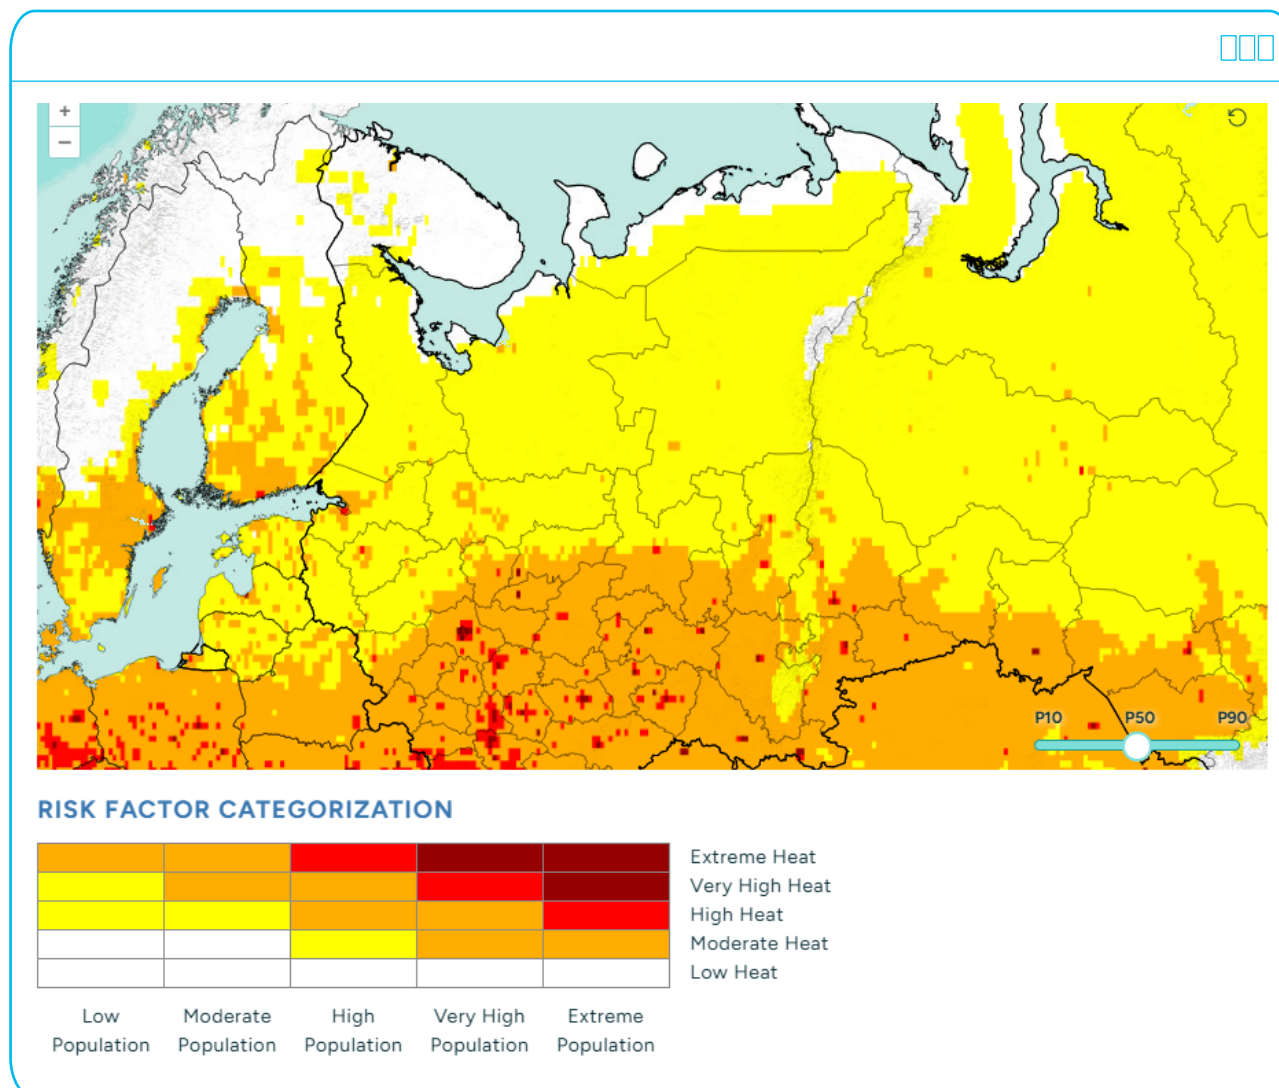 +
−
P10 P50 P90
RISK FACTOR CATEGORIZATION
Extreme Heat
Very High Heat
High Heat
Moderate Heat
Low Heat
Low Population
Moderate Population
High Population
Very High Population
Extreme Population